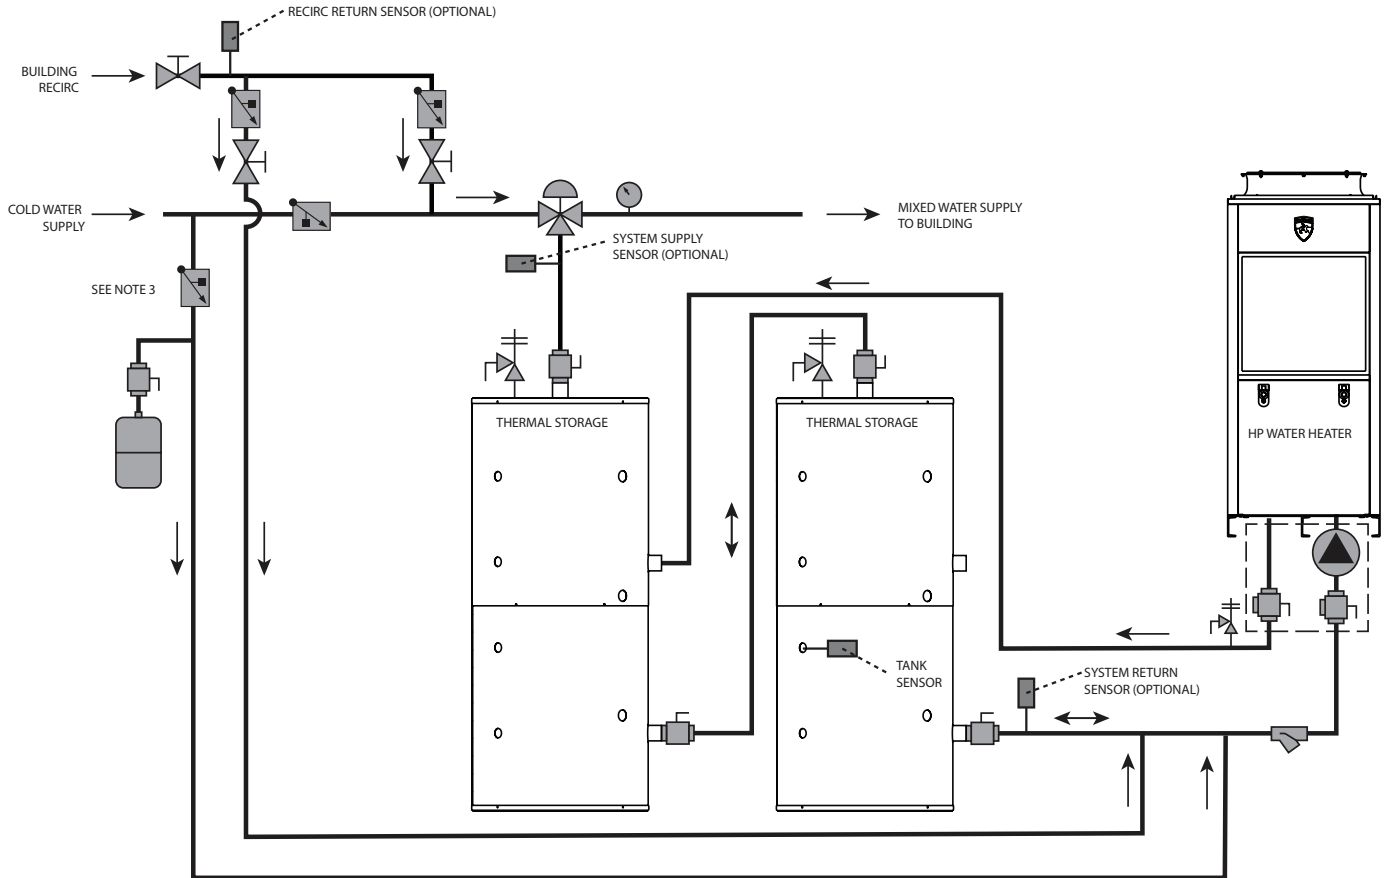 RECIRC RETURN SENSOR (OPTIONAL)
BUILDING
RECIRC
COLD WATER
SUPPLY
MIXED WATER SUPPLY
TO BUILDING
SYSTEM SUPPLY
SENSOR (OPTIONAL)
SEE NOTE 3
THERMAL STORAGE
THERMAL STORAGE
HP WATER HEATER
TANK
SENSOR
SYSTEM RETURN
SENSOR (OPTIONAL)